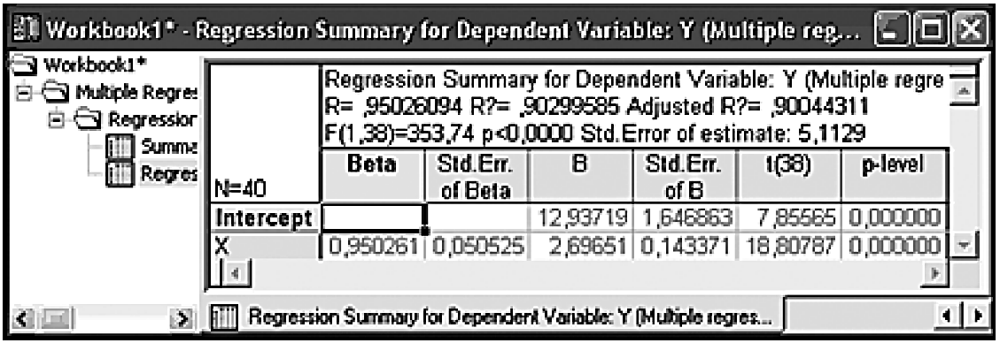 Workbook1* - Regression Summary for Dependent Variable: Y (Multiple reg...
Workbook1*
Multiple Regres
Regression
Summa
Regres
Regression Summary for Dependent Variable: Y (Multiple regre
R= ,95026094 R?= ,90299585 Adjusted R?= ,90044311
F(1,38)=353,74 p<0,0000 Std.Error of estimate: 5,1129
N=40 Beta Std.Err. of Beta B Std.Err. of B t(38) p-level
Intercept 12,93719 1,646863 7,85565 0,000000
X 0,950261 0,050525 2,69651 0,143371 18,80787 0,000000
Regression Summary for Dependent Variable: Y (Multiple regres...